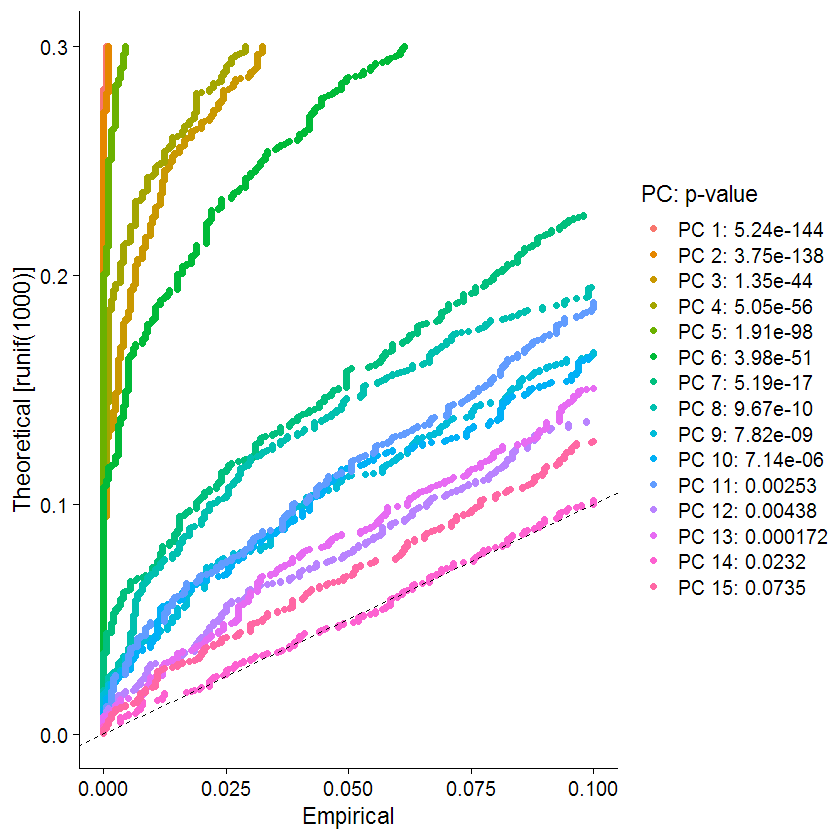 Theoretical [runif(1000)]
0.3
0.2
0.1
0.0
0.000
0.025
0.050
0.075
0.100
Empirical
PC: p-value
PC 1: 5.24e-144
PC 2: 3.75e-138
PC 3: 1.35e-44
PC 4: 5.05e-56
PC 5: 1.91e-98
PC 6: 3.98e-51
PC 7: 5.19e-17
PC 8: 9.67e-10
PC 9: 7.82e-09
PC 10: 7.14e-06
PC 11: 0.00253
PC 12: 0.00438
PC 13: 0.000172
PC 14: 0.0232
PC 15: 0.0735